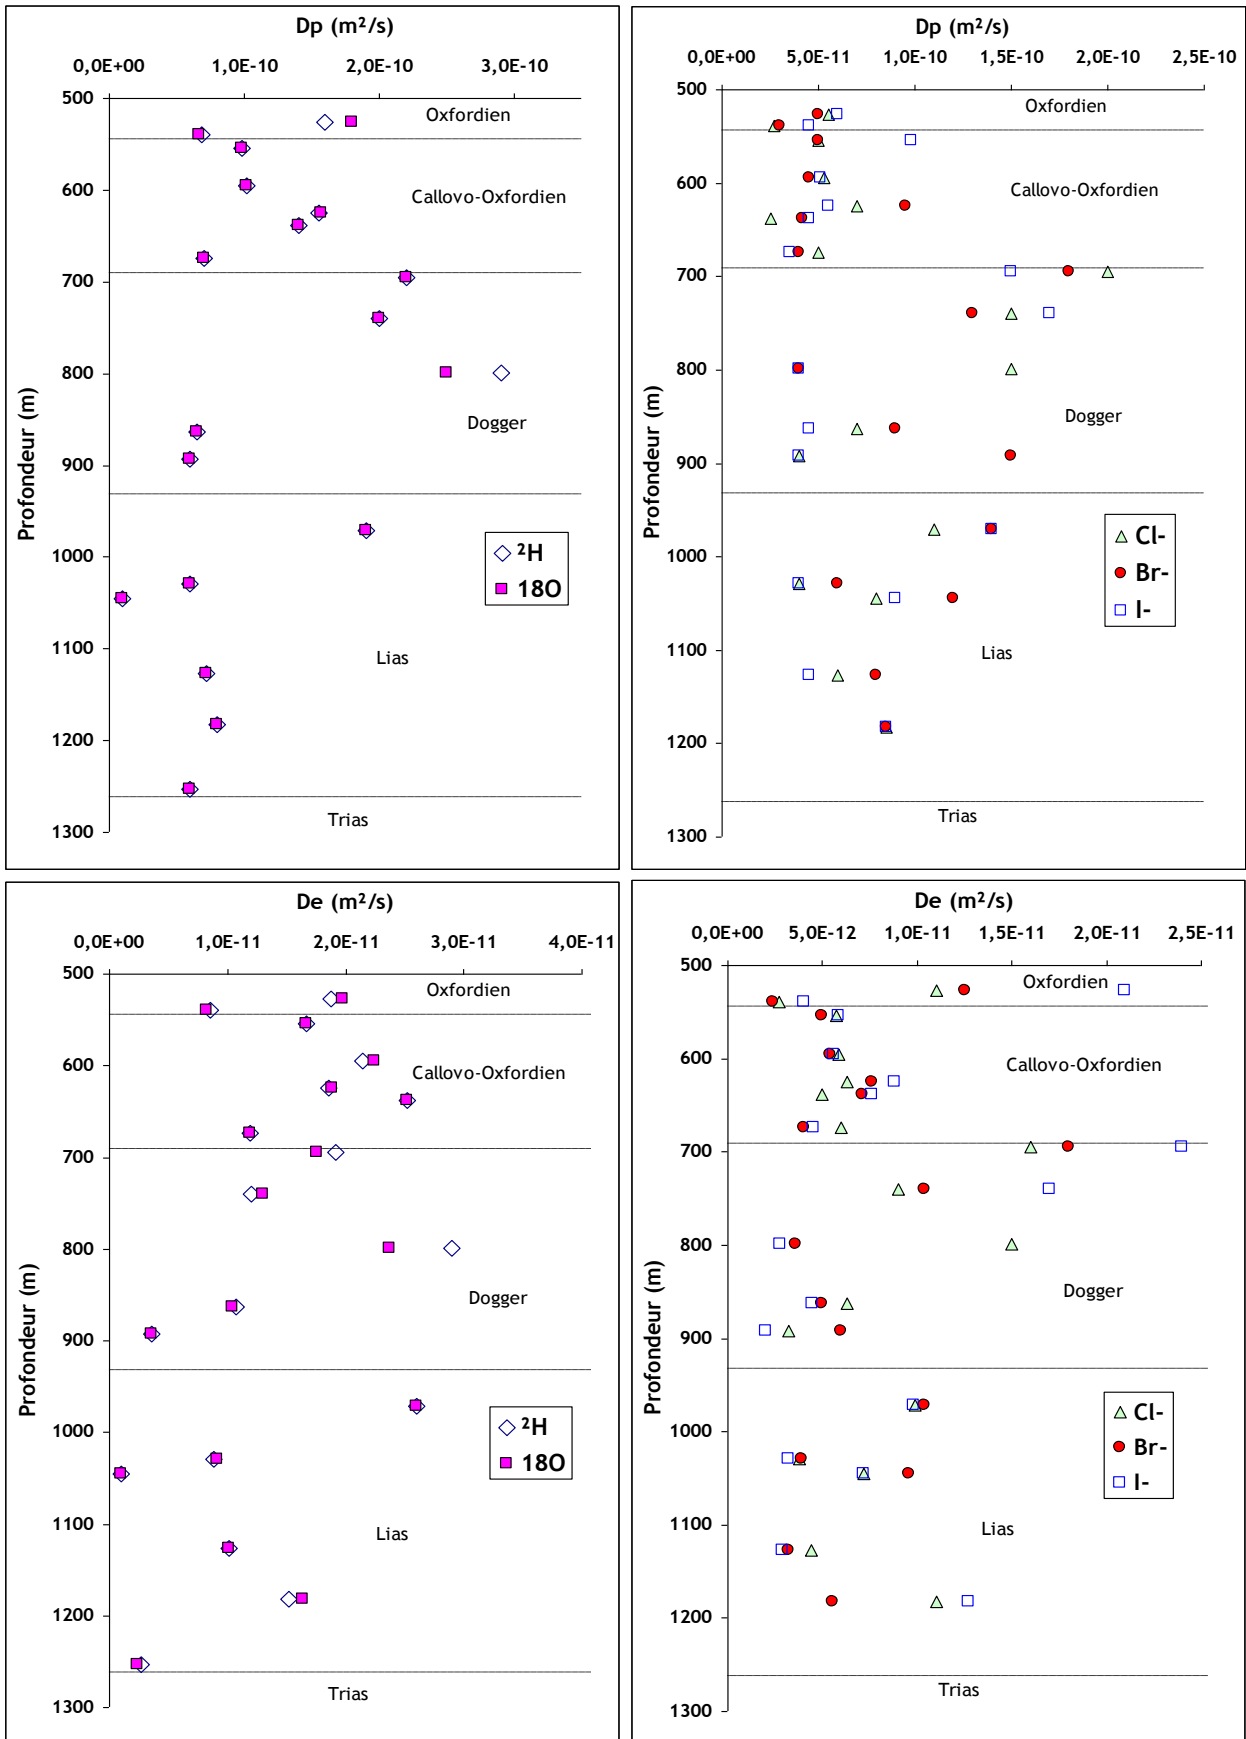 Dp (m²/s)
0,0E+00 1,0E-10 2,0E-10 3,0E-10
500
600
700
800
900
1000
1100
1200
1300
Profondeur (m)
Oxfordien
Callovo-Oxfordien
Dogger
Lias
Trias
²H
18O
Dp (m²/s)
0,0E+00 5,0E-11 1,0E-10 1,5E-10 2,0E-10 2,5E-10
500
600
700
800
900
1000
1100
1200
1300
Profondeur (m)
Oxfordien
Callovo-Oxfordien
Dogger
Lias
Trias
Cl-
Br-
I-
De (m²/s)
0,0E+00 1,0E-11 2,0E-11 3,0E-11 4,0E-11
500
600
700
800
900
1000
1100
1200
1300
Profondeur (m)
Oxfordien
Callovo-Oxfordien
Dogger
Lias
Trias
²H
18O
De (m²/s)
0,0E+00 5,0E-12 1,0E-11 1,5E-11 2,0E-11 2,5E-11
500
600
700
800
900
1000
1100
1200
1300
Profondeur (m)
Oxfordien
Callovo-Oxfordien
Dogger
Lias
Trias
Cl-
Br-
I-